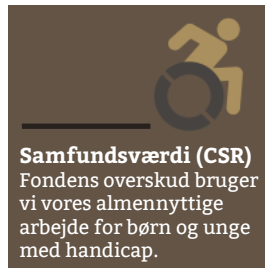 Samfundsværdi (CSR)
Fondens overskud bruger
vi vores almennyttige
arbejde for børn og unge
med handicap.